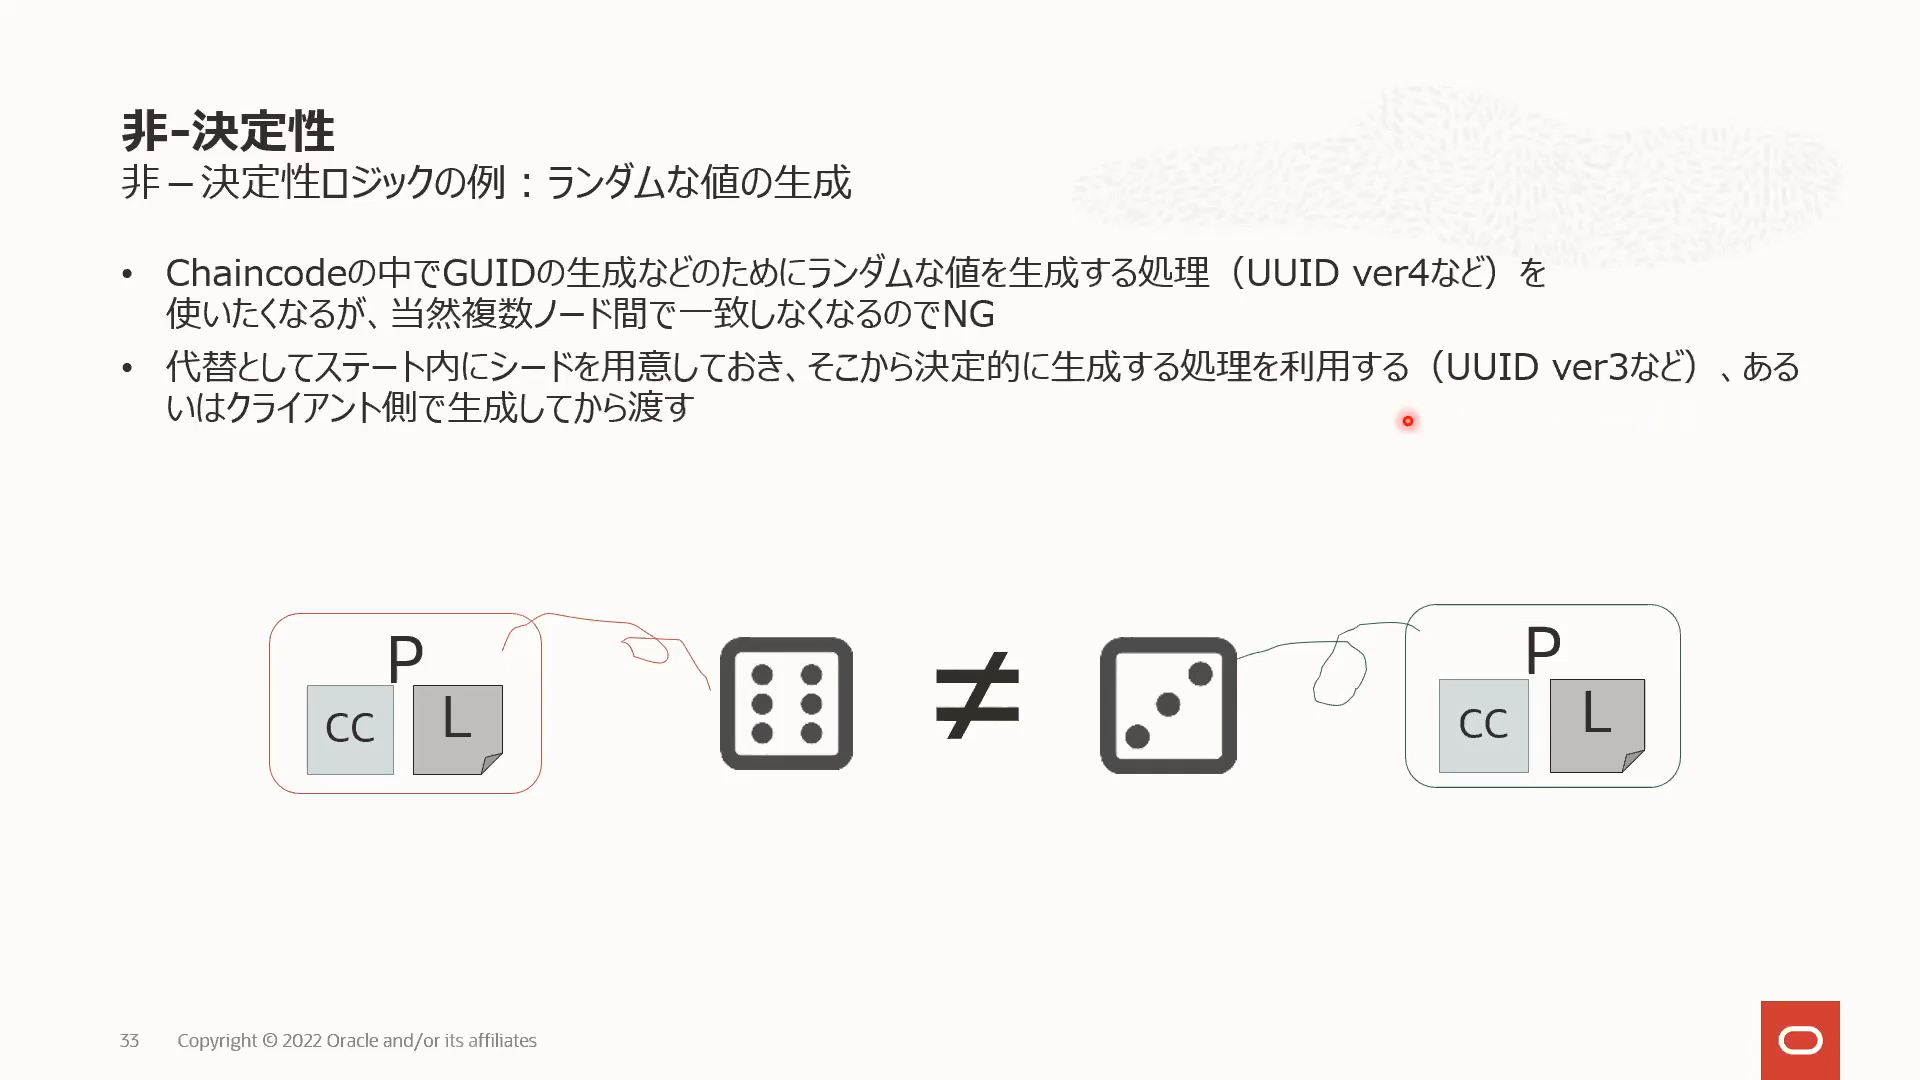 非-決定性
非 – 決定性ロジックの例：ランダムな値の生成
• Chaincodeの中でGUIDの生成などのためにランダムな値を生成する処理（UUID ver4など）を
使いたくなるが、当然複数ノード間で一致しなくなるのでNG
• 代替としてステート内にシードを用意しておき、そこから決定的に生成する処理を利用する（UUID ver3など）、ある
いはクライアント側で生成してから渡す
P
CC
L
≠
P
CC
L
33 Copyright © 2022 Oracle and/or its affiliates